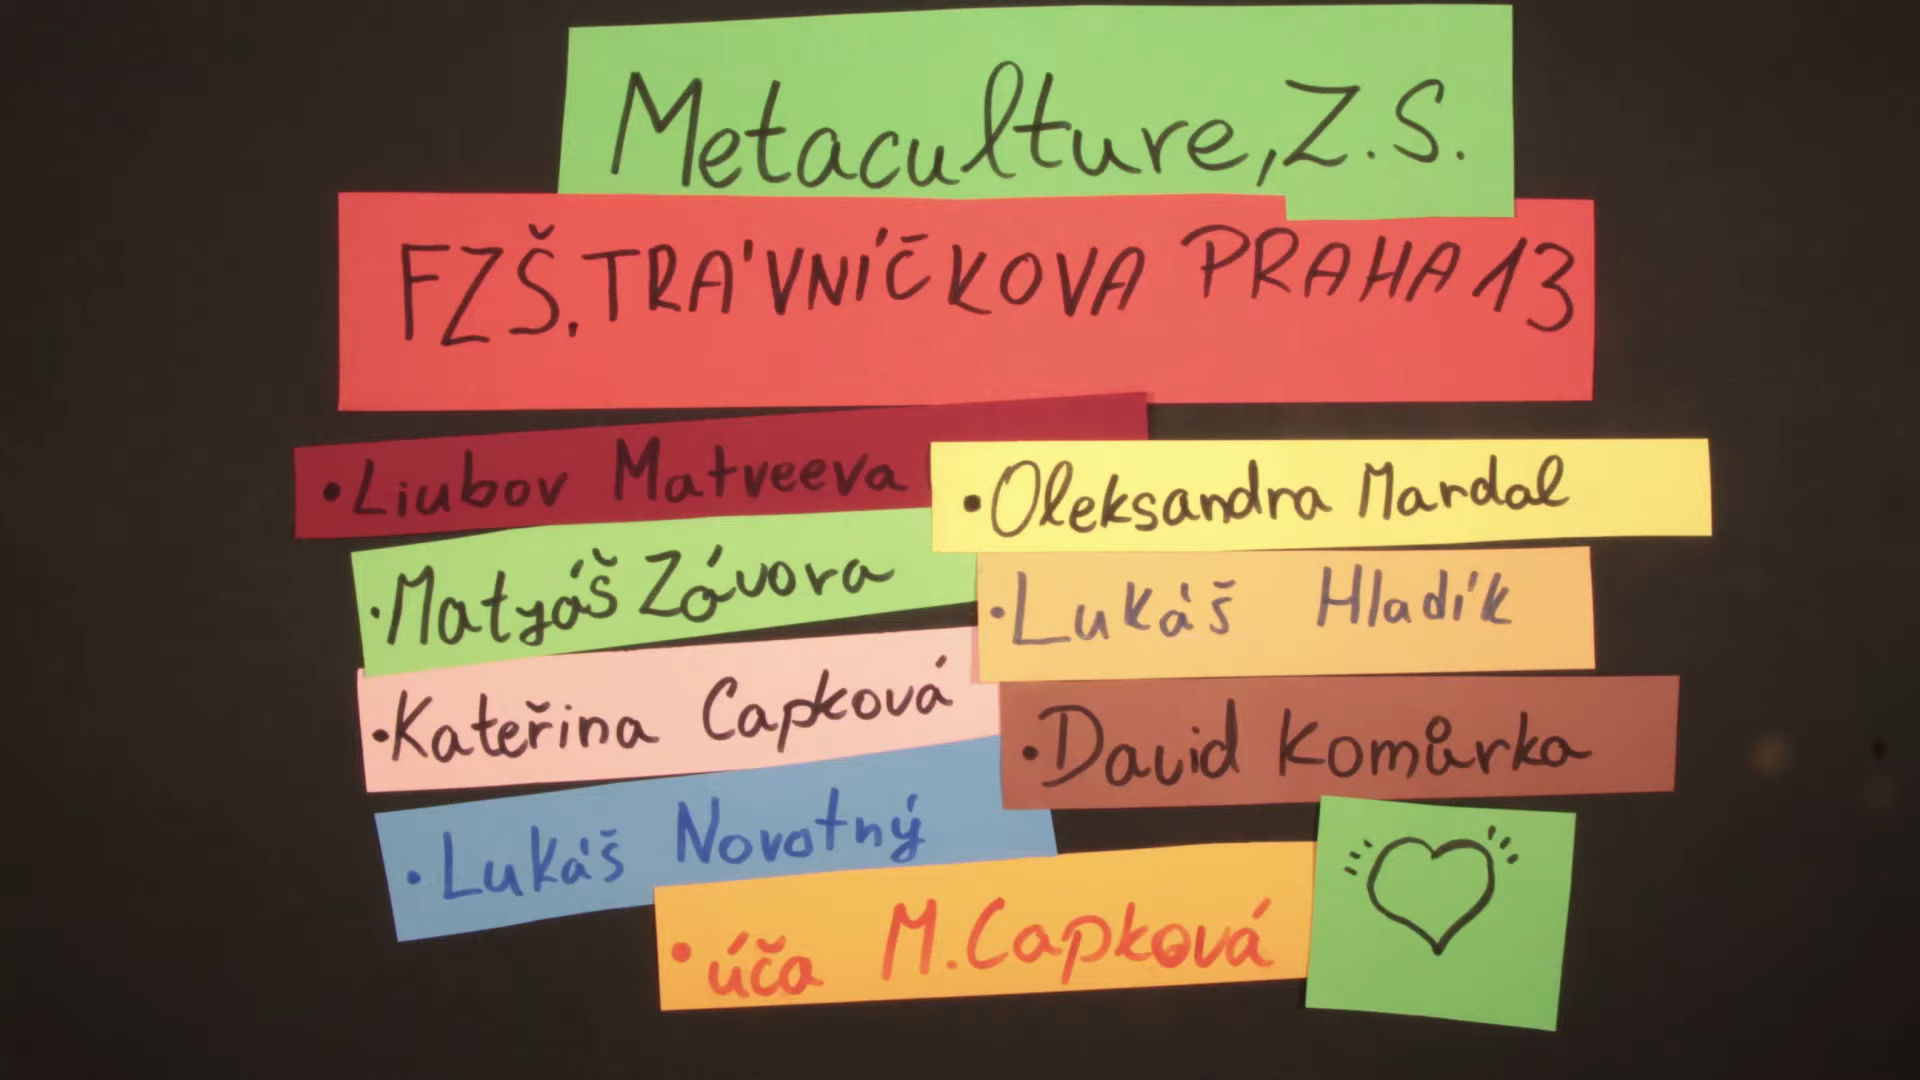 Metaculture, Z.S.
FZŠ. TRÁVNÍČKOVA PRAHA 13
• Liubov Matveeva
• Oleksandra Mardal
• Matyáš Závora
• Lukáš Hladík
• Kateřina Capková
• David Komůrka
• Lukáš Novotný
• úča M. Capková